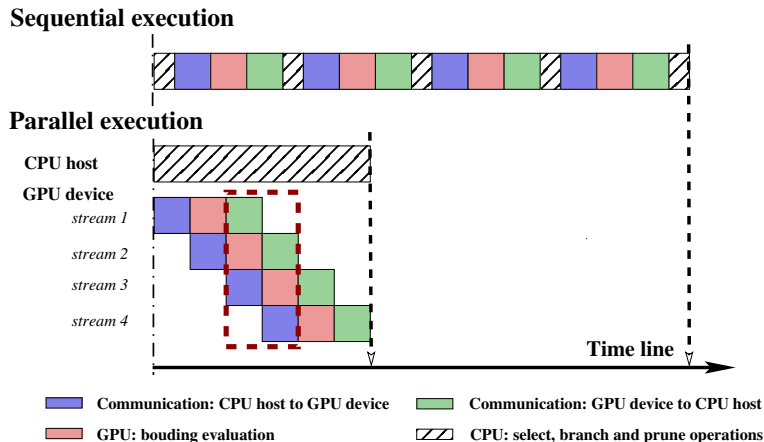 Sequential execution
Parallel execution
CPU host
GPU device
stream 1
stream 2
stream 3
stream 4
Time line
Communication: CPU host to GPU device
Communication: GPU device to CPU host
GPU: bouding evaluation
CPU: select, branch and prune operations